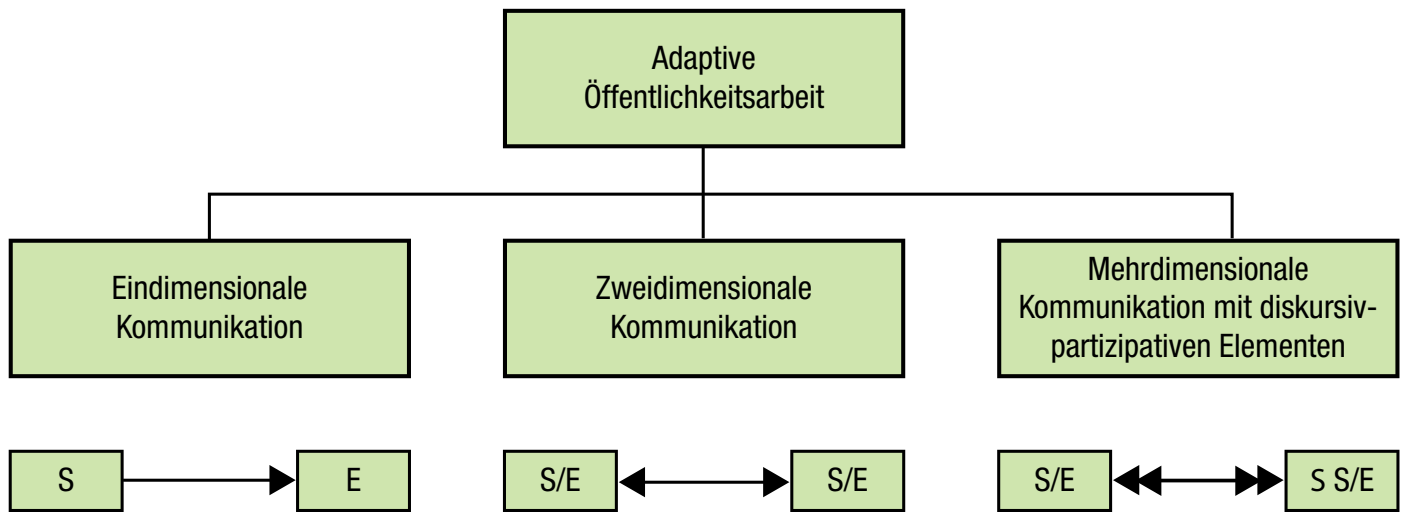 Adaptive
Öffentlichkeitsarbeit
Eindimensionale
Kommunikation
Zweidimensionale
Kommunikation
Mehrdimensionale
Kommunikation mit diskursiv-
partizipativen Elementen
S
E
S/E
S/E
S/E
S S/E